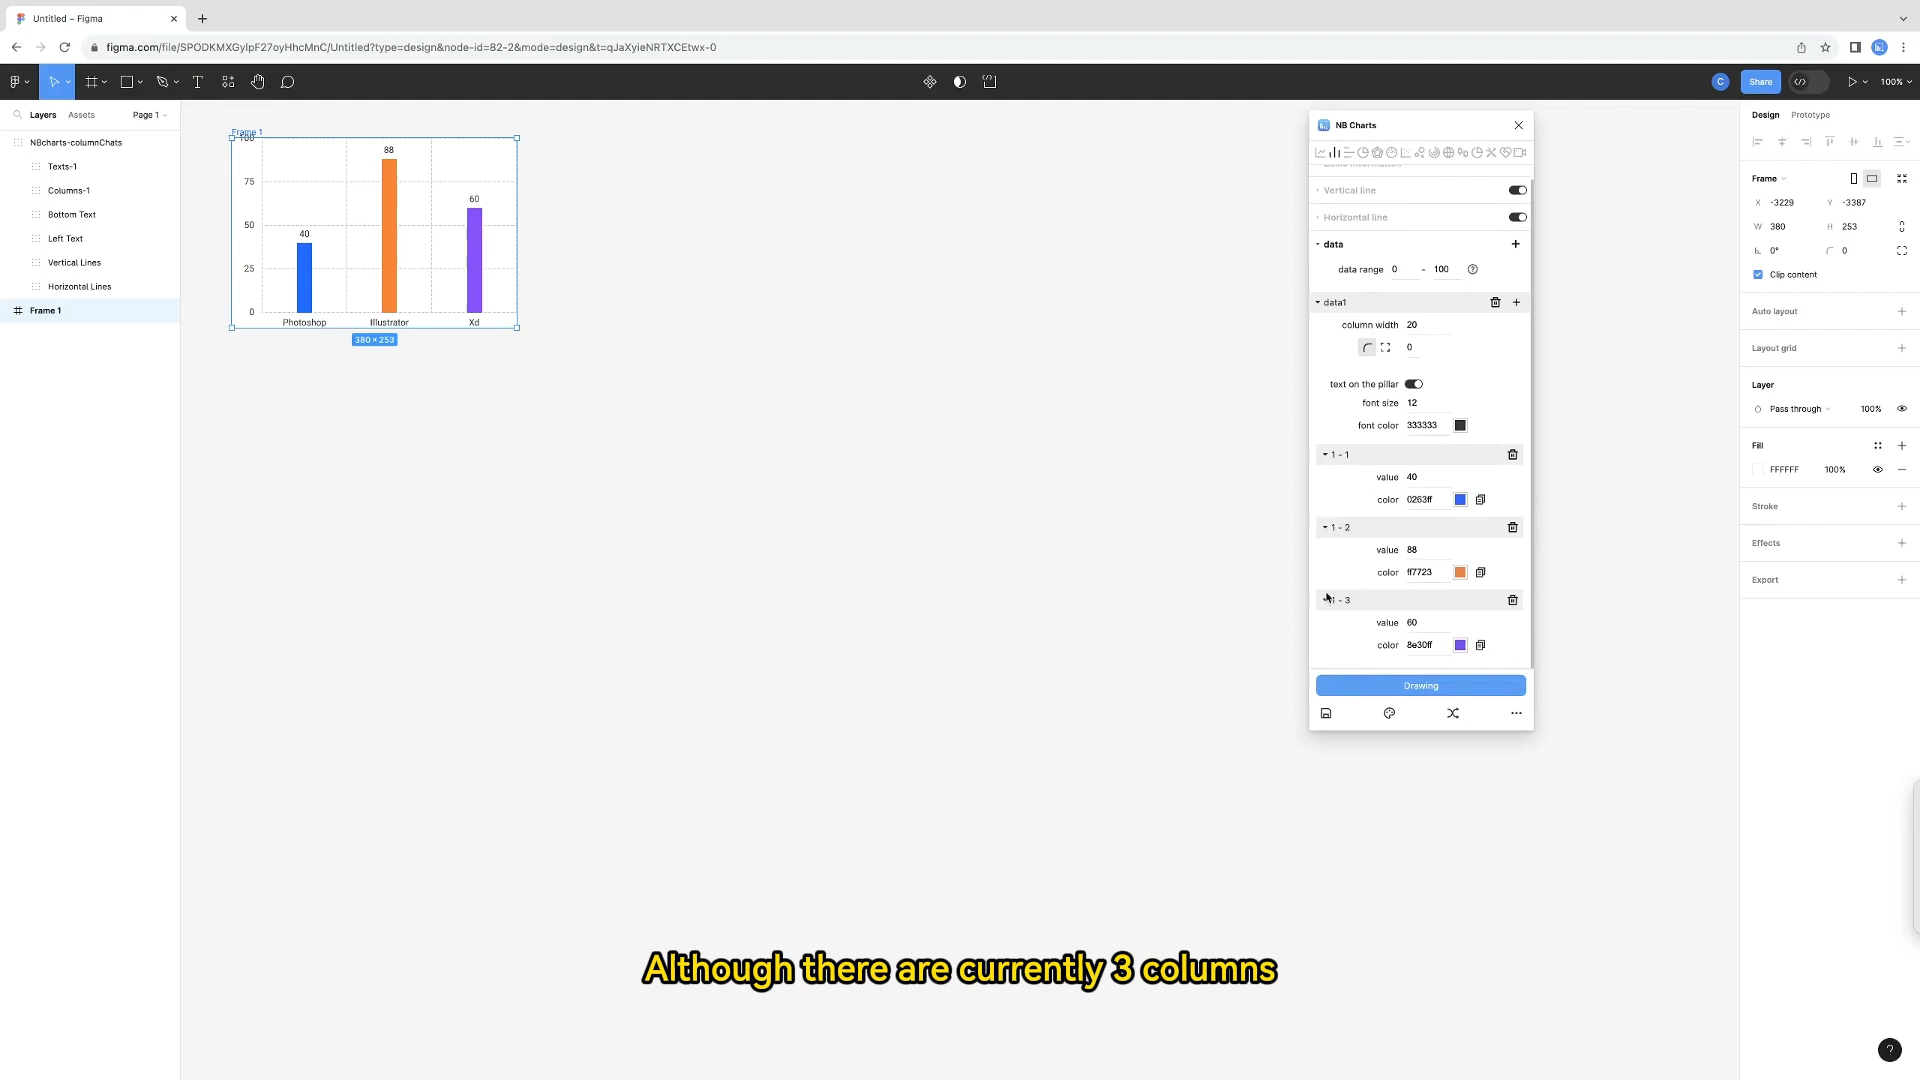 Untitled – Figma
figma.com/file/SPODKMXGylpF27oyHhcMnC/Untitled?type=design&node-id=82-2&mode=design&t=qJaXyieNRTXCEtwx-0
C
Share
100%
Layers
Assets
Page 1
NBcharts-columnChats
Texts-1
Columns-1
Bottom Text
Left Text
Vertical Lines
Horizontal Lines
Frame 1
Frame 1
100
75
50
25
0
40
88
60
Photoshop
Illustrator
Xd
380 × 253
NB Charts
Vertical line
Horizontal line
data
data range 0 - 100
data1
column width 20
0
text on the pillar
font size 12
font color 333333
1 - 1
value 40
color 0263ff
1 - 2
value 88
color ff7723
1 - 3
value 60
color 8e30ff
Drawing
Design
Prototype
Frame
X -3229 Y -3387
W 380 H 253
0° 0
Clip content
Auto layout
Layout grid
Layer
Pass through 100%
Fill
FFFFFF 100%
Stroke
Effects
Export
Although there are currently 3 columns
?